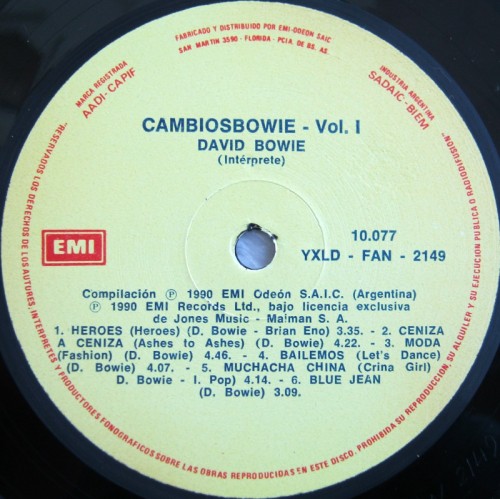 FABRICADO Y DISTRIBUIDO POR EMI-ODEON SAIC
SAN MARTIN 3590 - FLORIDA - PCIA. DE BS. AS.
MARCA REGISTRADA
AADI-CAPIF
INDUSTRIA ARGENTINA
SADAIC-BIEM
CAMBIOSBOWIE - Vol. I
DAVID BOWIE
(Intérprete)
EMI
10.077
YXLD - FAN - 2149
Compilación ℗ 1990 EMI Odeón S.A.I.C. (Argentina)
℗ 1990 EMI Records Ltd., bajo licencia exclusiva
de Jones Music - Maiman S. A.
1. HEROES (Heroes) (D. Bowie - Brian Eno) 3.35. - 2. CENIZA
A CENIZA (Ashes to Ashes) (D. Bowie) 4.22. - 3. MODA
(Fashion) (D. Bowie) 4.46. - 4. BAILEMOS (Let's Dance)
(D. Bowie) 4.07. - 5. MUCHACHA CHINA (Crina Girl)
D. Bowie - I. Pop) 4.14. - 6. BLUE JEAN
(D. Bowie) 3.09.
"RESERVADOS LOS DERECHOS DE LOS AUTORES, INTERPRETES Y PRODUCTORES FONOGRAFICOS SOBRE LAS OBRAS REPRODUCIDAS EN ESTE DISCO. PROHIBIDA SU REPRODUCCION, SU ALQUILER Y SU EJECUCION PUBLICA O RADIODIFUSION"